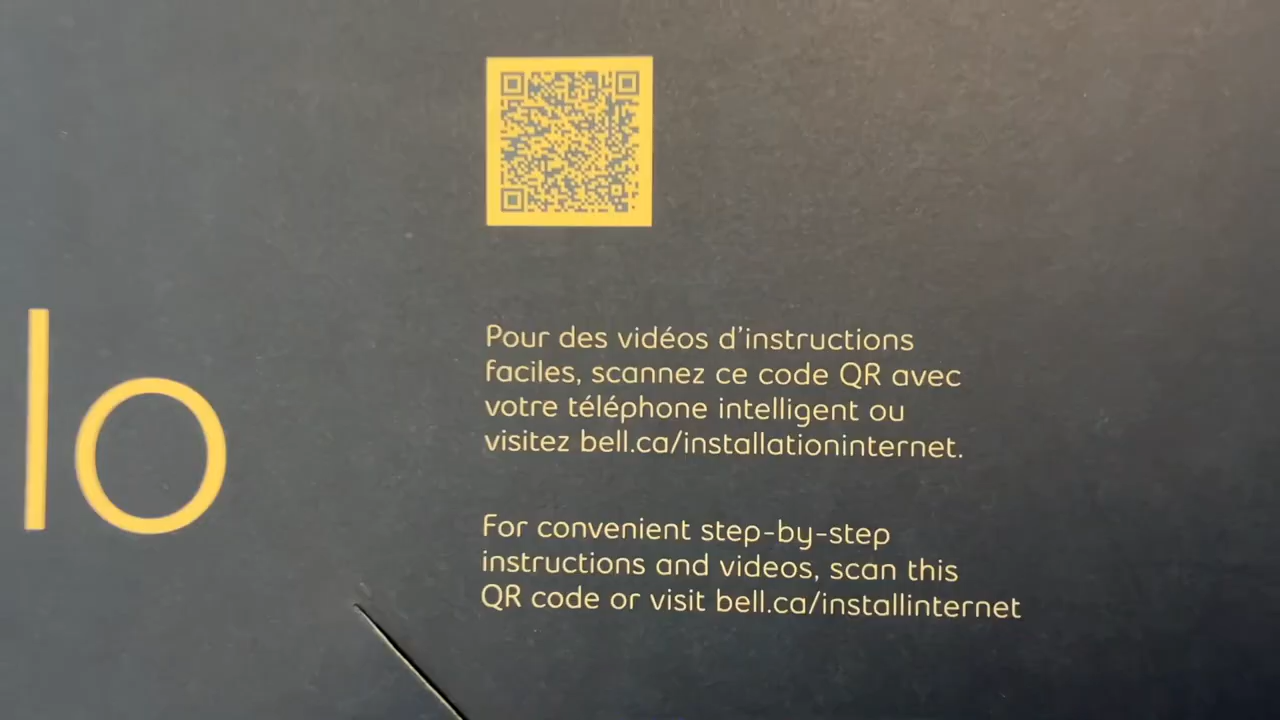 lo
Pour des vidéos d’instructions
faciles, scannez ce code QR avec
votre téléphone intelligent ou
visitez bell.ca/installationinternet.
For convenient step-by-step
instructions and videos, scan this
QR code or visit bell.ca/installinternet